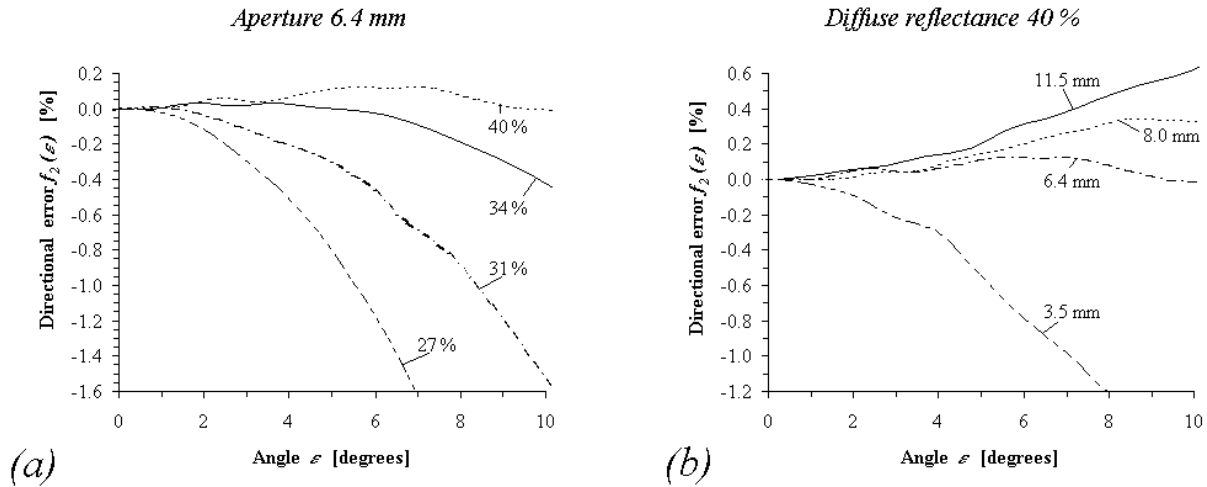 Aperture 6.4 mm
Directional error f₂(ε) [%]
0.2
0.0
-0.2
-0.4
-0.6
-0.8
-1.0
-1.2
-1.4
-1.6
40%
34%
31%
27%
0 2 4 6 8 10
Angle ε [degrees]
(a)
Diffuse reflectance 40 %
Directional error f₂(ε) [%]
0.6
0.4
0.2
0.0
-0.2
-0.4
-0.6
-0.8
-1.0
-1.2
11.5 mm
8.0 mm
6.4 mm
3.5 mm
0 2 4 6 8 10
Angle ε [degrees]
(b)